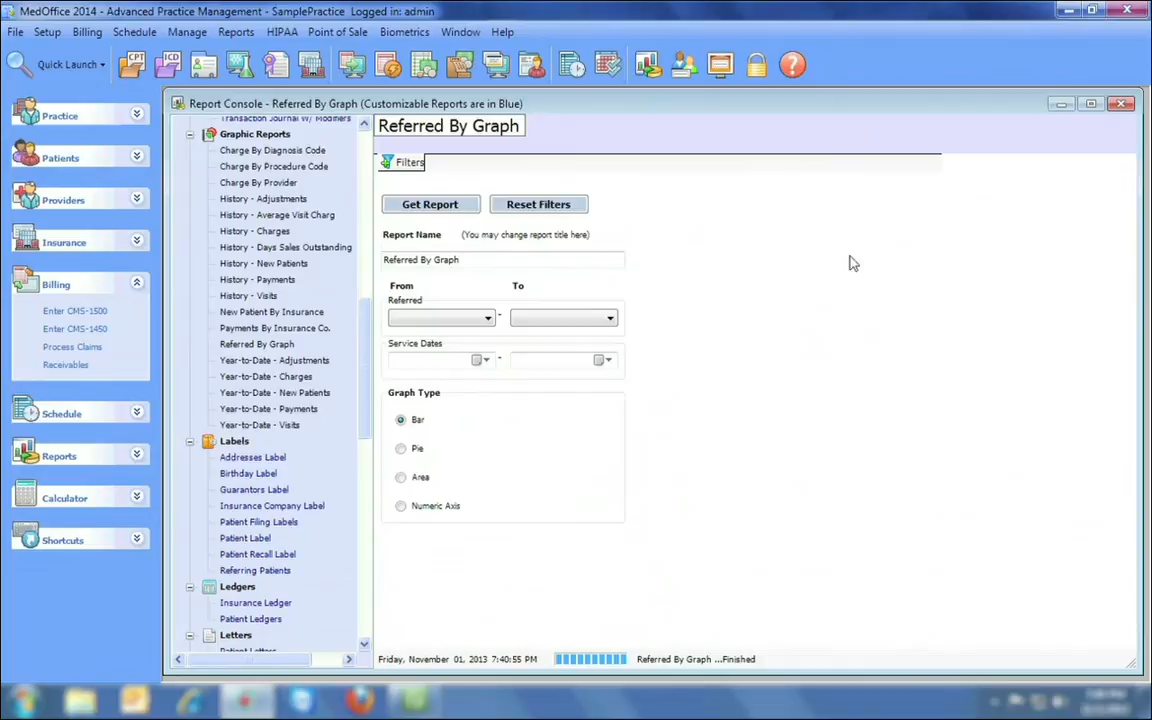 MedOffice 2014 - Advanced Practice Management - SamplePractice Logged in: admin
File Setup Billing Schedule Manage Reports HIPAA Point of Sale Biometrics Window Help
Quick Launch CPT ICD
Practice
Patients
Providers
Insurance
Billing
Enter CMS-1500
Enter CMS-1450
Process Claims
Receivables
Schedule
Reports
Calculator
Shortcuts
Report Console - Referred By Graph (Customizable Reports are in Blue)
Transaction Journal W/ Modifiers
Graphic Reports
Charge By Diagnosis Code
Charge By Procedure Code
Charge By Provider
History - Adjustments
History - Average Visit Charg
History - Charges
History - Days Sales Outstanding
History - New Patients
History - Payments
History - Visits
New Patient By Insurance
Payments By Insurance Co.
Referred By Graph
Year-to-Date - Adjustments
Year-to-Date - Charges
Year-to-Date - New Patients
Year-to-Date - Payments
Year-to-Date - Visits
Labels
Addresses Label
Birthday Label
Guarantors Label
Insurance Company Label
Patient Filing Labels
Patient Label
Patient Recall Label
Referring Patients
Ledgers
Insurance Ledger
Patient Ledgers
Letters
Referred By Graph
Filters
Get Report Reset Filters
Report Name (You may change report title here)
Referred By Graph
From To
Referred
-
Service Dates
-
Graph Type
Bar
Pie
Area
Numeric Axis
Friday, November 01, 2013 7:40:55 PM Referred By Graph ...Finished